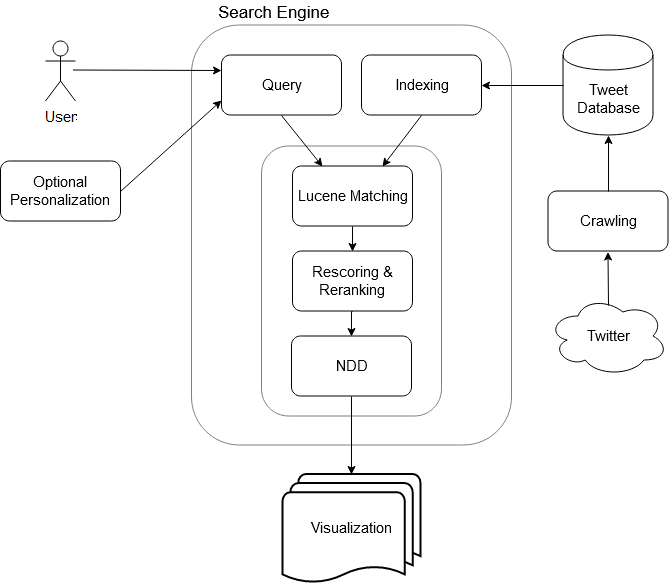 Search Engine
Query
Indexing
Tweet
Database
User:
Optional
Personalization
Lucene Matching
Crawling
Rescoring &
Reranking
Twitter
NDD
Visualization